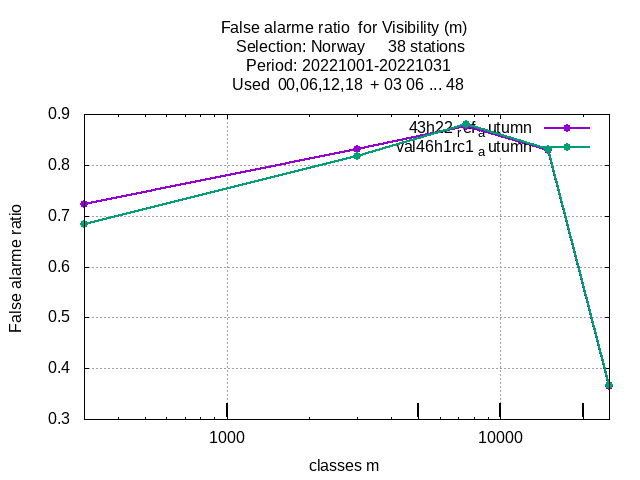 False alarme ratio  for Visibility (m)
Selection: Norway     38 stations
Period: 20221001-20221031
Used  00,06,12,18  + 03 06 ... 48
0.9
0.8
0.7
0.6
0.5
0.4
0.3
False alarme ratio
43h22_ref_autumn
val46h1rc1_autumn
1000
10000
classes m